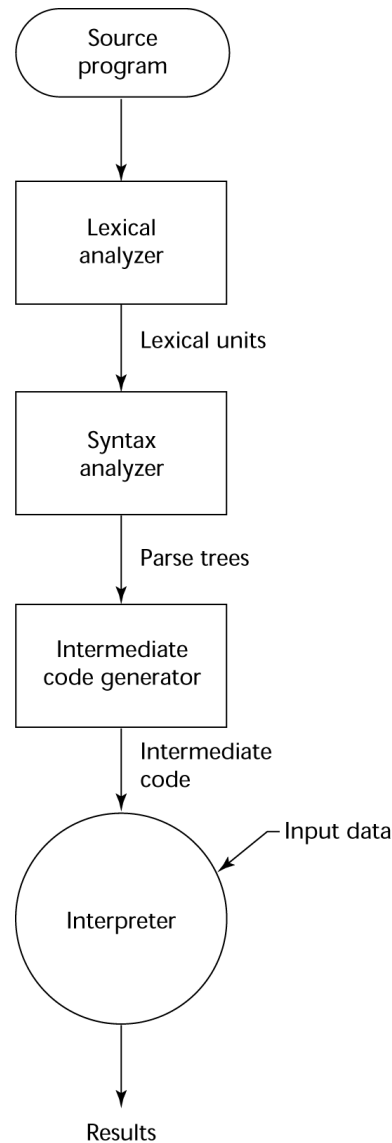 Source
program
Lexical
analyzer
Lexical units
Syntax
analyzer
Parse trees
Intermediate
code generator
Intermediate
code
Input data
Interpreter
Results